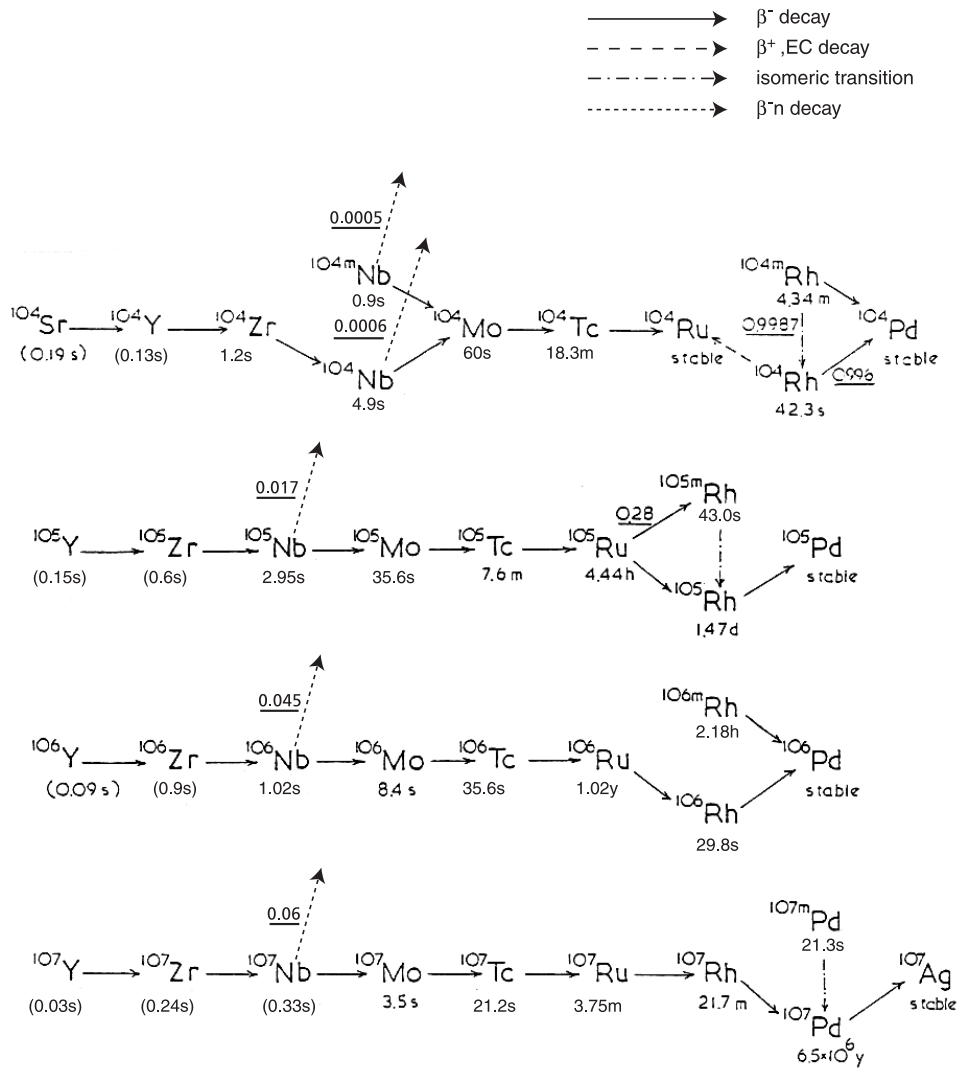 β⁻ decay
β⁺ ,EC decay
isomeric transition
β⁻n decay
0.0005
¹⁰⁴ᵐNb
0.9s
0.0006
¹⁰⁴ᵐRh
4.34 m
¹⁰⁴Sr ¹⁰⁴Y ¹⁰⁴Zr ¹⁰⁴Mo ¹⁰⁴Tc ¹⁰⁴Ru 0.9987 ¹⁰⁴Pd
(0.19 s) (0.13s) 1.2s 60s 18.3m stable stable
¹⁰⁴Nb
4.9s
¹⁰⁴Rh 0.996
42.3s
0.017
0.28
¹⁰⁵ᵐRh
43.0s
¹⁰⁵Y ¹⁰⁵Zr ¹⁰⁵Nb ¹⁰⁵Mo ¹⁰⁵Tc ¹⁰⁵Ru ¹⁰⁵Pd
(0.15s) (0.6s) 2.95s 35.6s 7.6 m 4.44h stable
¹⁰⁵Rh
1.47d
0.045
¹⁰⁶ᵐRh
2.18h
¹⁰⁶Y ¹⁰⁶Zr ¹⁰⁶Nb ¹⁰⁶Mo ¹⁰⁶Tc ¹⁰⁶Ru ¹⁰⁶Pd
(0.09 s) (0.9s) 1.02s 8.4 s 35.6s 1.02y stable
¹⁰⁶Rh
29.8s
0.06
¹⁰⁷ᵐPd
21.3s
¹⁰⁷Y ¹⁰⁷Zr ¹⁰⁷Nb ¹⁰⁷Mo ¹⁰⁷Tc ¹⁰⁷Ru ¹⁰⁷Rh ¹⁰⁷Ag
(0.03s) (0.24s) (0.33s) 3.5 s 21.2s 3.75m 21.7 m stable
¹⁰⁷Pd
6.5×10⁶ y